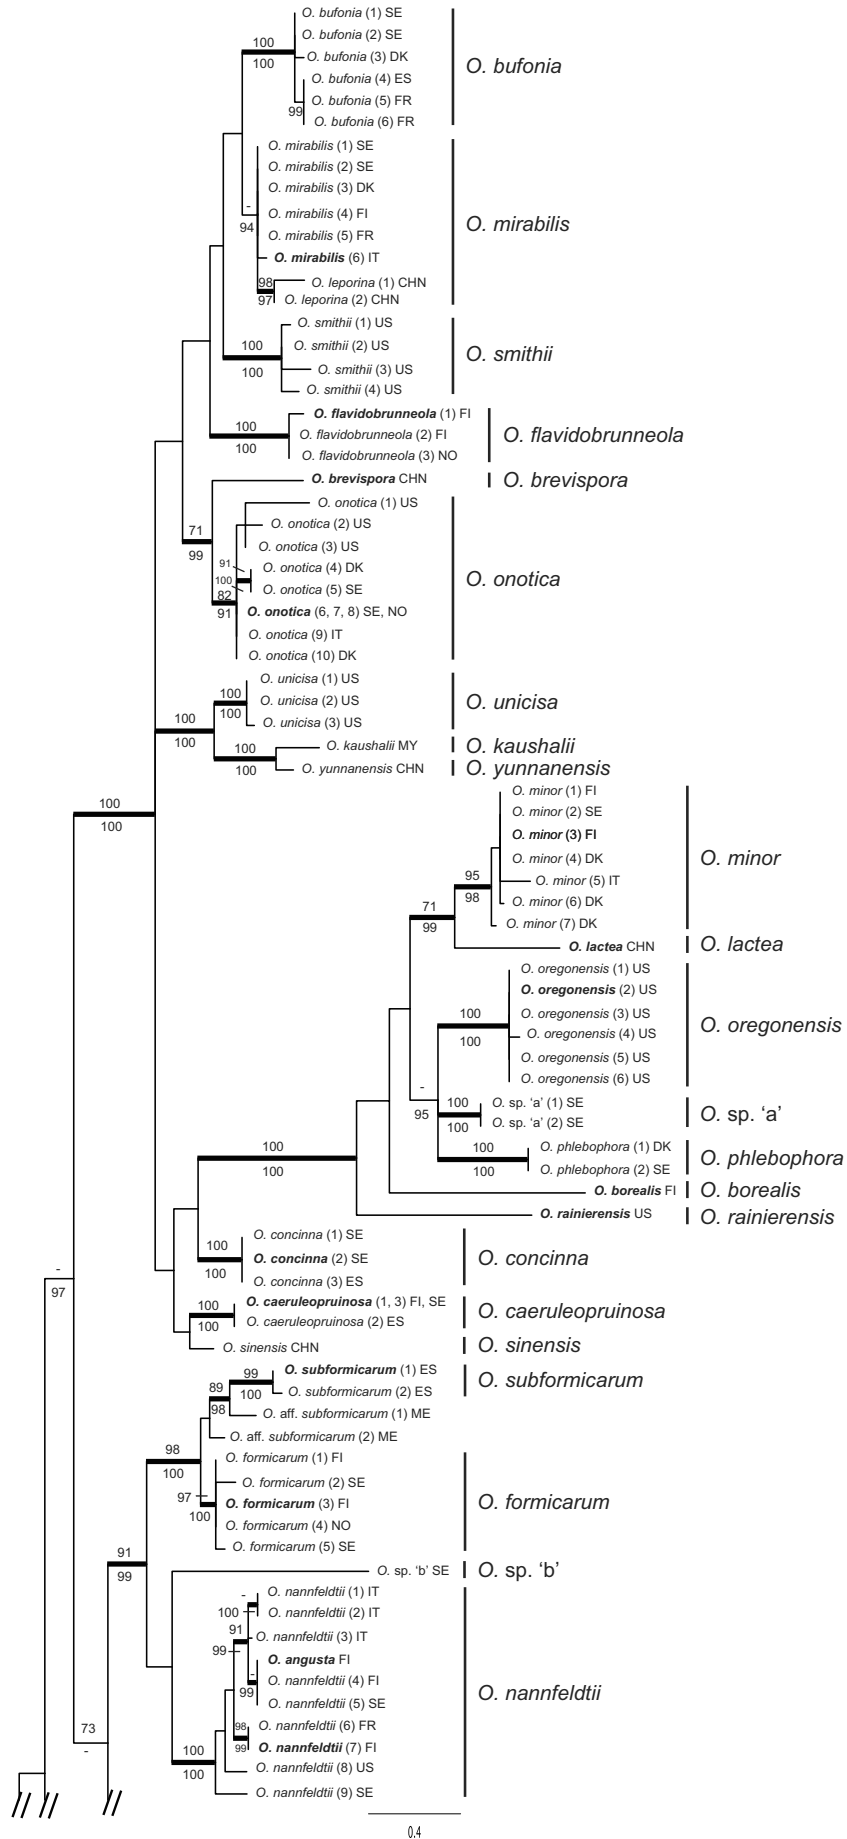 O. bufonia (1) SE
O. bufonia (2) SE
O. bufonia (3) DK
O. bufonia (4) ES
O. bufonia (5) FR
O. bufonia (6) FR
100
100
99
O. bufonia
O. mirabilis (1) SE
O. mirabilis (2) SE
O. mirabilis (3) DK
O. mirabilis (4) FI
O. mirabilis (5) FR
O. mirabilis (6) IT
O. leporina (1) CHN
O. leporina (2) CHN
-
94
98
97
O. mirabilis
O. smithii (1) US
O. smithii (2) US
O. smithii (3) US
O. smithii (4) US
100
100
O. smithii
O. flavidobrunneola (1) FI
O. flavidobrunneola (2) FI
O. flavidobrunneola (3) NO
100
100
O. flavidobrunneola
O. brevispora CHN
O. brevispora
71
99
O. onotica (1) US
O. onotica (2) US
O. onotica (3) US
O. onotica (4) DK
O. onotica (5) SE
O. onotica (6, 7, 8) SE, NO
O. onotica (9) IT
O. onotica (10) DK
91
100
82
91
O. onotica
O. unicisa (1) US
O. unicisa (2) US
O. unicisa (3) US
100
100
O. unicisa
100
100
O. kaushalii MY
O. kaushalii
O. yunnanensis CHN
O. yunnanensis
100
100
100
100
O. minor (1) FI
O. minor (2) SE
O. minor (3) FI
O. minor (4) DK
O. minor (5) IT
O. minor (6) DK
O. minor (7) DK
95
98
O. minor
71
99
O. lactea CHN
O. lactea
O. oregonensis (1) US
O. oregonensis (2) US
O. oregonensis (3) US
O. oregonensis (4) US
O. oregonensis (5) US
O. oregonensis (6) US
100
100
O. oregonensis
-
95
O. sp. ‘a’ (1) SE
O. sp. ‘a’ (2) SE
100
100
O. sp. ‘a’
O. phlebophora (1) DK
O. phlebophora (2) SE
100
100
O. phlebophora
100
100
O. borealis FI
O. borealis
O. rainierensis US
O. rainierensis
O. concinna (1) SE
O. concinna (2) SE
O. concinna (3) ES
100
100
O. concinna
-
97
O. caeruleopruinosa (1, 3) FI, SE
O. caeruleopruinosa (2) ES
100
100
O. caeruleopruinosa
O. sinensis CHN
O. sinensis
O. subformicarum (1) ES
O. subformicarum (2) ES
99
100
O. subformicarum
89
98
O. aff. subformicarum (1) ME
O. aff. subformicarum (2) ME
98
100
O. formicarum (1) FI
O. formicarum (2) SE
O. formicarum (3) FI
O. formicarum (4) NO
O. formicarum (5) SE
97
100
O. formicarum
91
99
O. sp. ‘b’ SE
O. sp. ‘b’
O. nannfeldtii (1) IT
O. nannfeldtii (2) IT
O. nannfeldtii (3) IT
O. angusta FI
O. nannfeldtii (4) FI
O. nannfeldtii (5) SE
O. nannfeldtii (6) FR
O. nannfeldtii (7) FI
O. nannfeldtii (8) US
O. nannfeldtii (9) SE
-
100
91
99
-
99
98
99
100
100
O. nannfeldtii
73
-
0.4